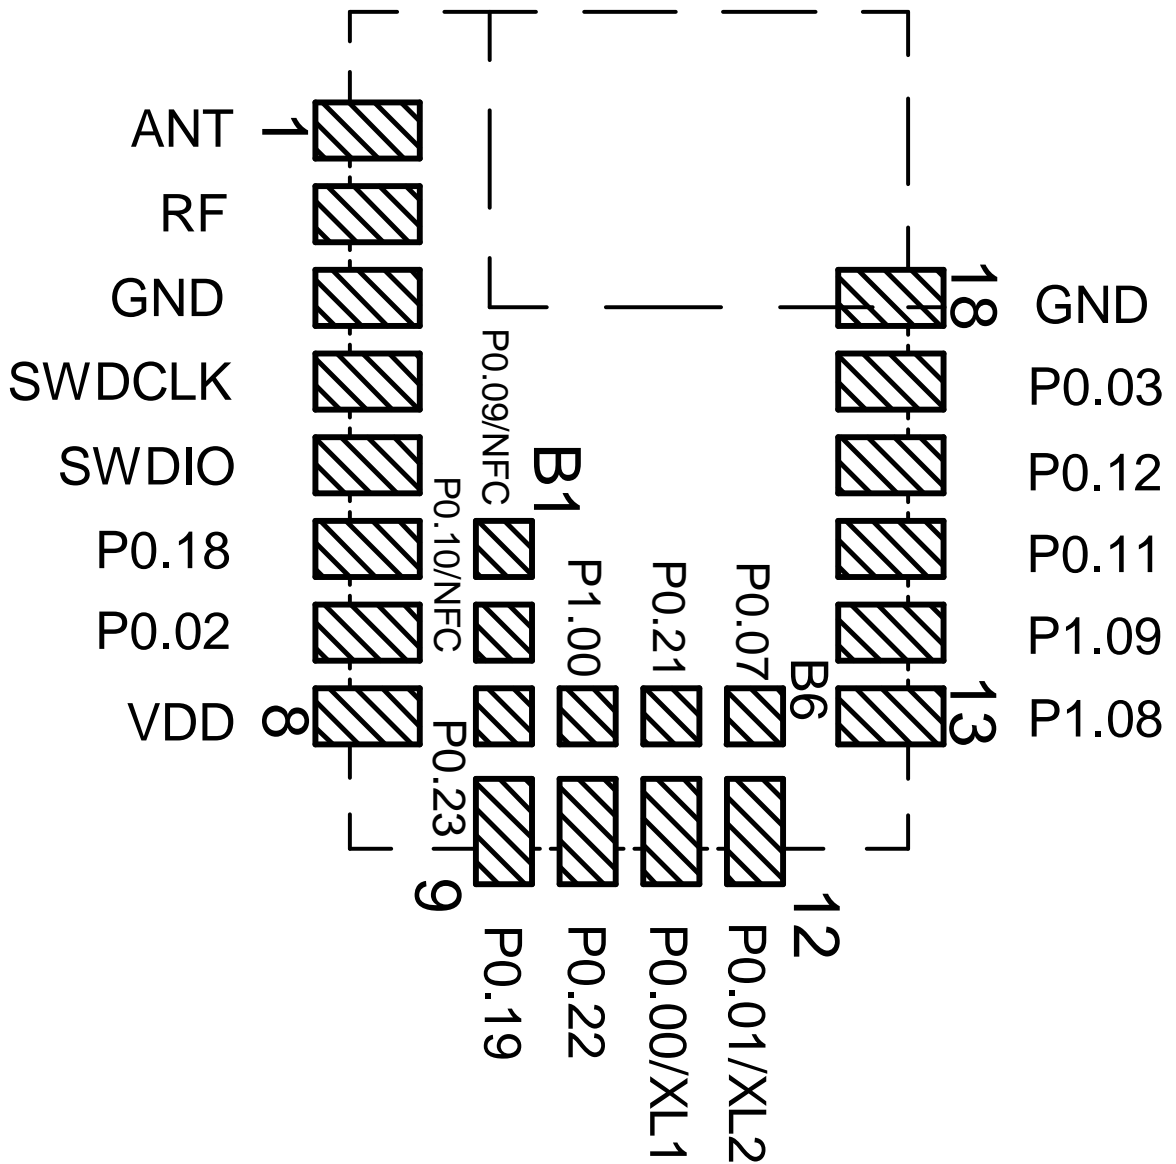 ANT
1
RF
GND
SWDCLK
SWDIO
P0.18
P0.02
VDD
8
P0.09/NFC
B1
P0.10/NFC
P1.00
P0.21
P0.07
B6
P0.23
9
P0.19
P0.22
P0.00/XL1
P0.01/XL2
12
18
GND
P0.03
P0.12
P0.11
P1.09
13
P1.08